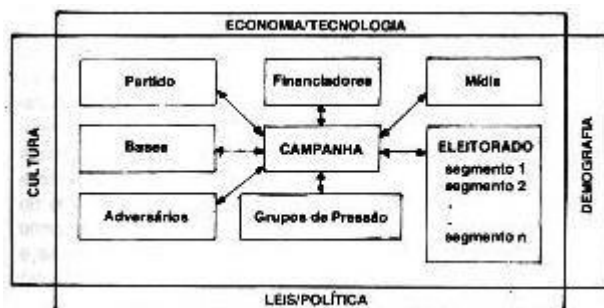 ECONOMIA/TECNOLOGIA
CULTURA
Partido
Financiadores
Mídia
Bases
CAMPANHA
ELEITORADO
segmento 1
segmento 2
.
.
segmento n
Adversários
Grupos de Pressão
DEMOGRAFIA
LEIS/POLÍTICA